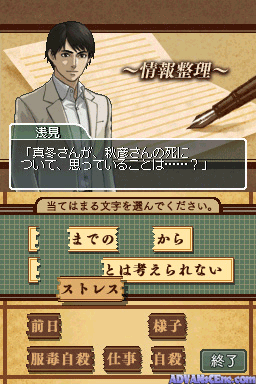 ～情報整理～
浅見
「真冬さんが、秋彦さんの死に
ついて、思っていることは……？」
当てはまる文字を選んでください。
までの
から
とは考えられない
ストレス
前日
様子
服毒自殺
仕事
自殺
終了
ADVANSCENE.COM